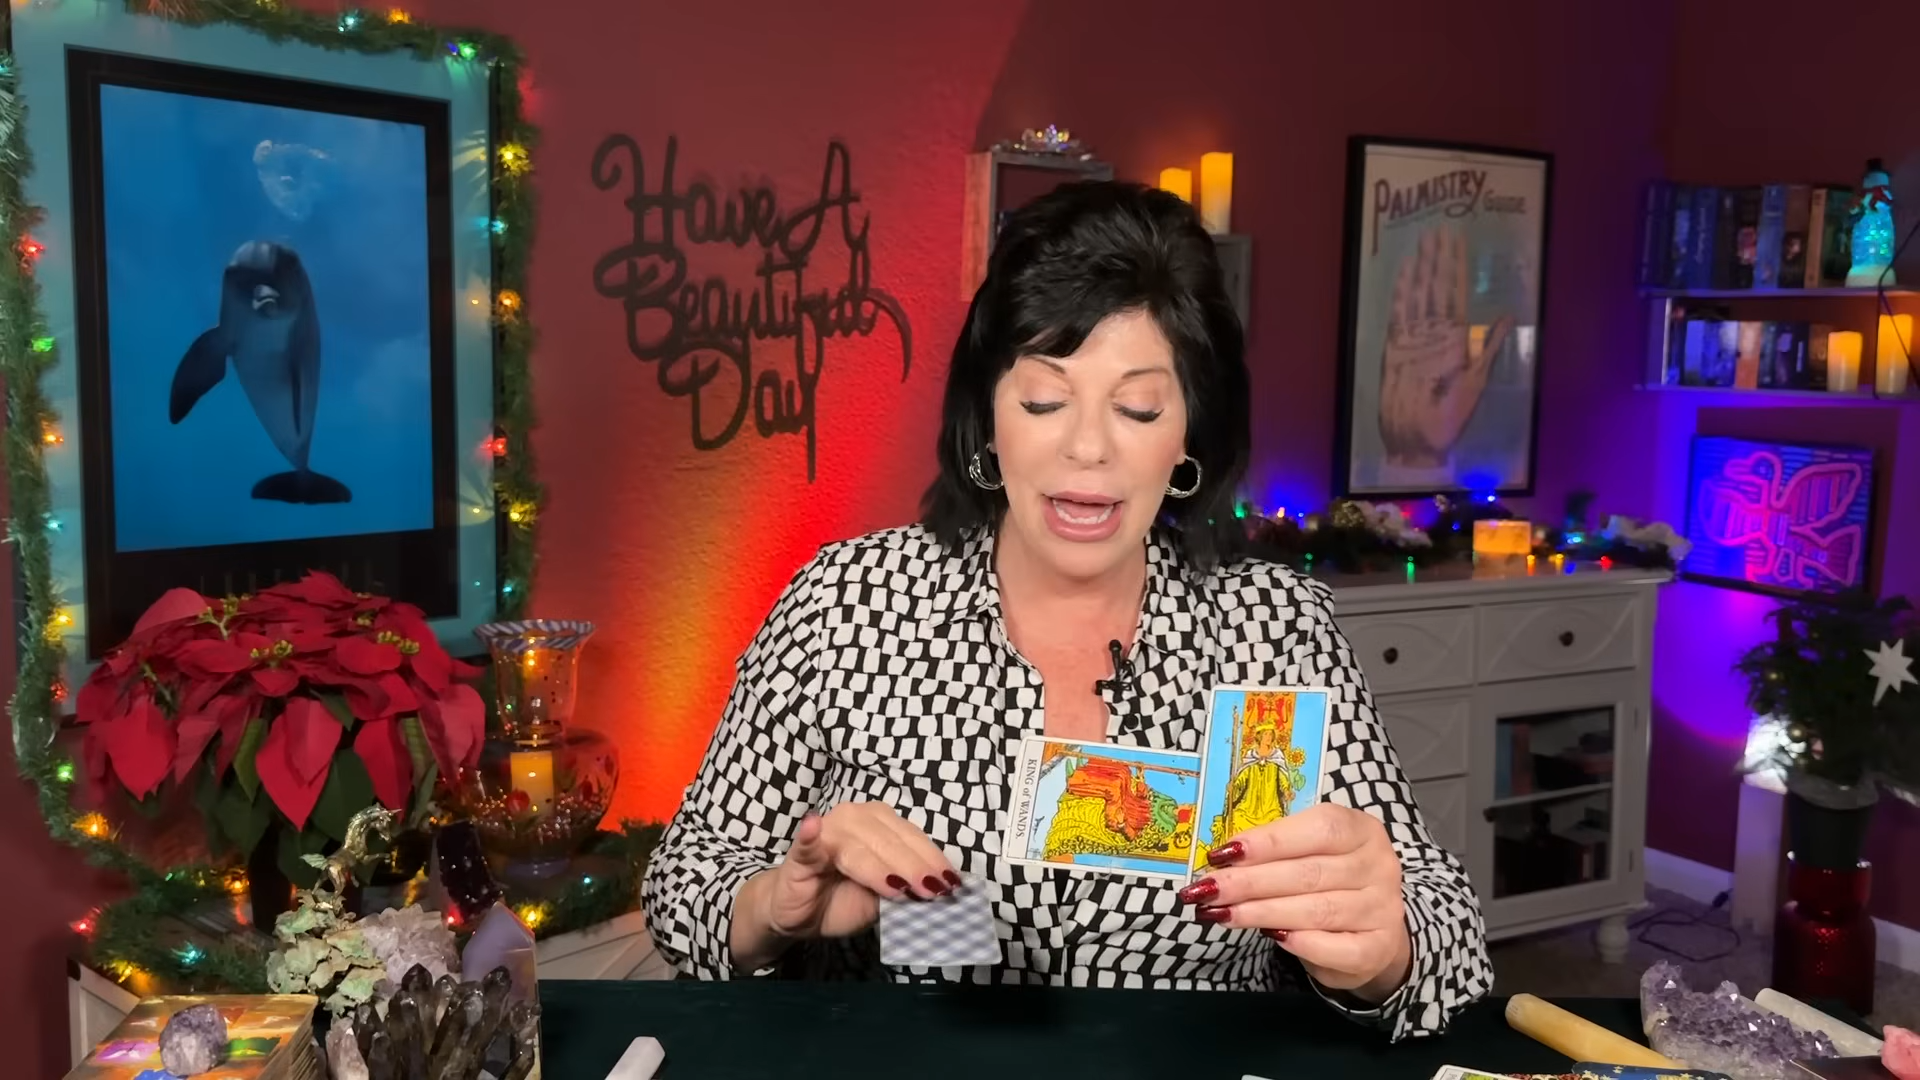 Have A
Beautiful
Day
PALMISTRY GUIDE
KING of WANDS.